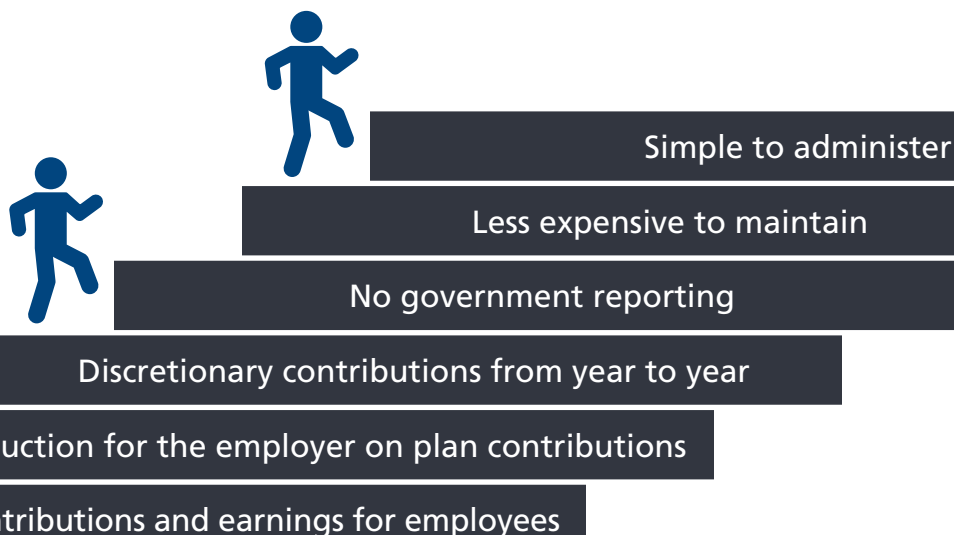 Simple to administer
Less expensive to maintain
No government reporting
Discretionary contributions from year to year
uction for the employer on plan contributions
ntributions and earnings for employees